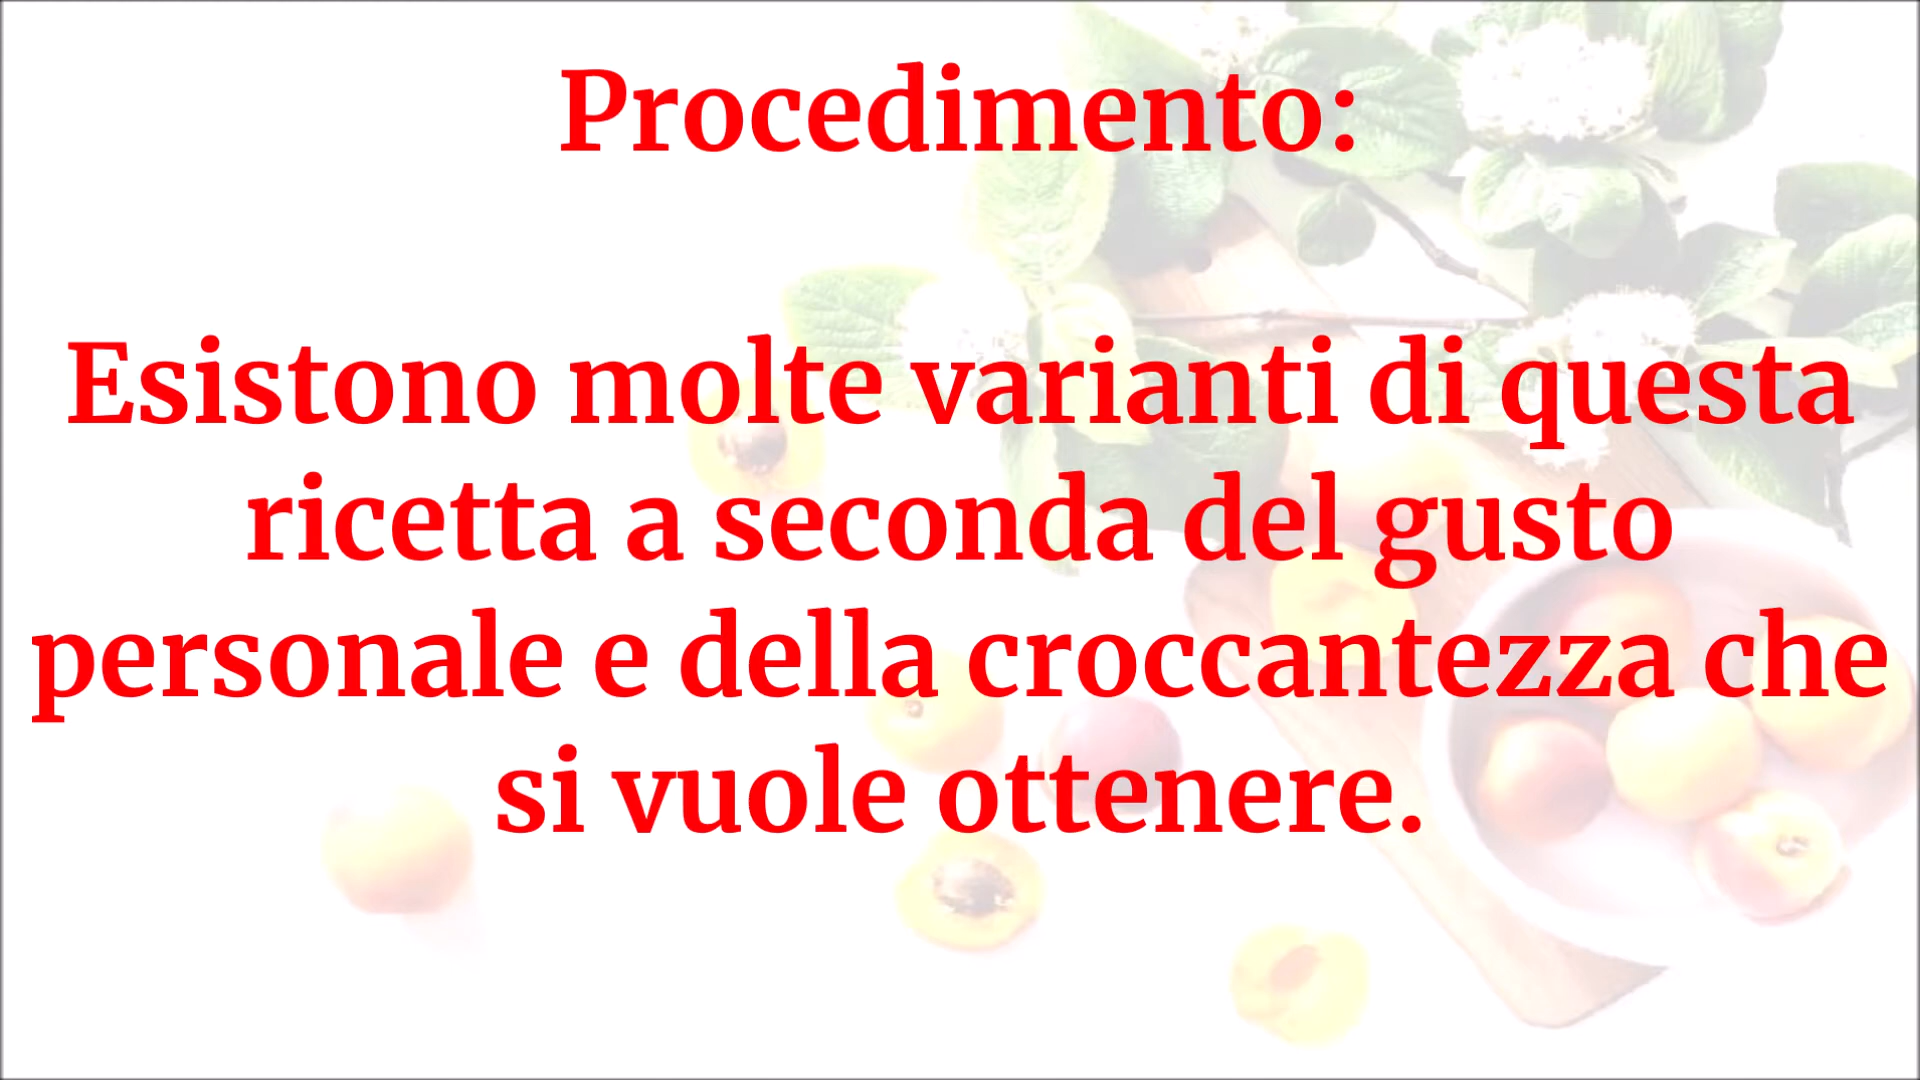 Procedimento:
Esistono molte varianti di questa
ricetta a seconda del gusto
personale e della croccantezza che
si vuole ottenere.